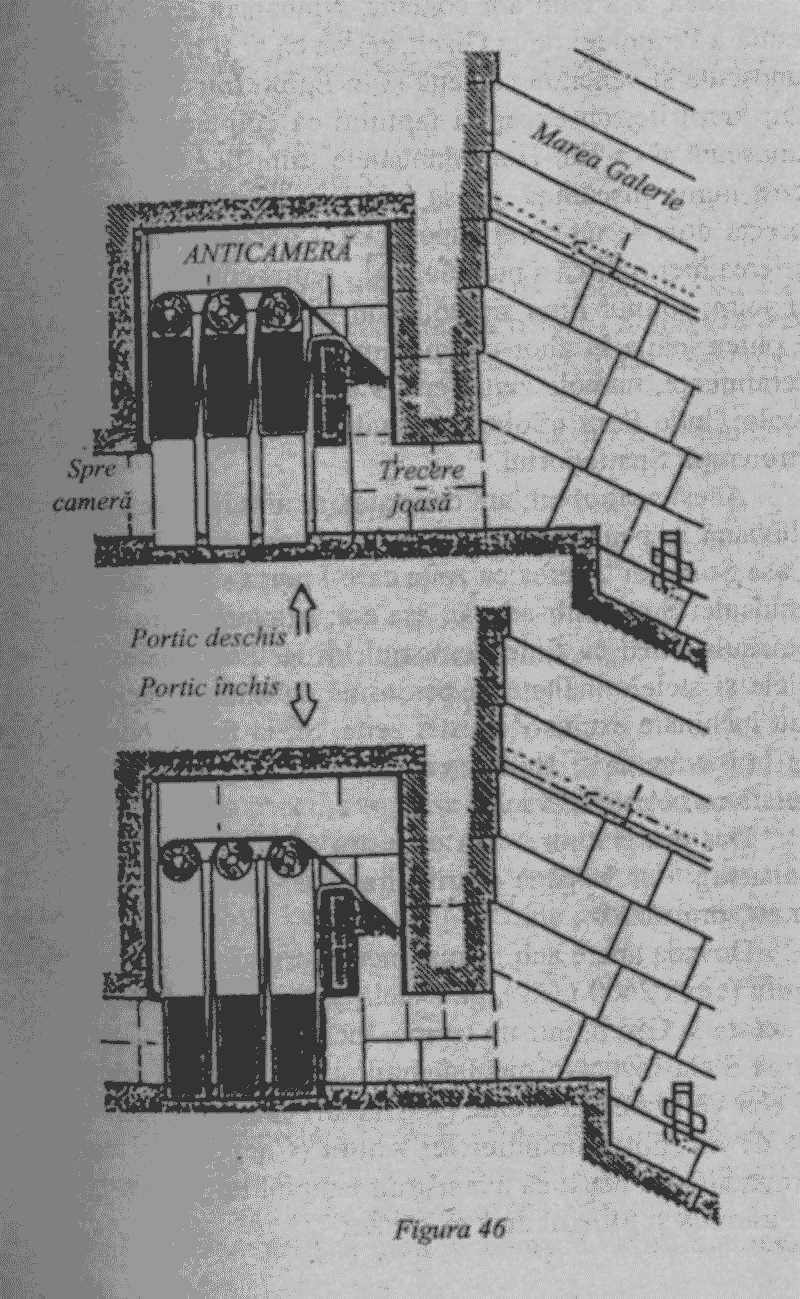 Marea Galerie
ANTICAMERĂ
Spre
cameră
Trecere
joasă
Portic deschis
Portic închis
Figura 46